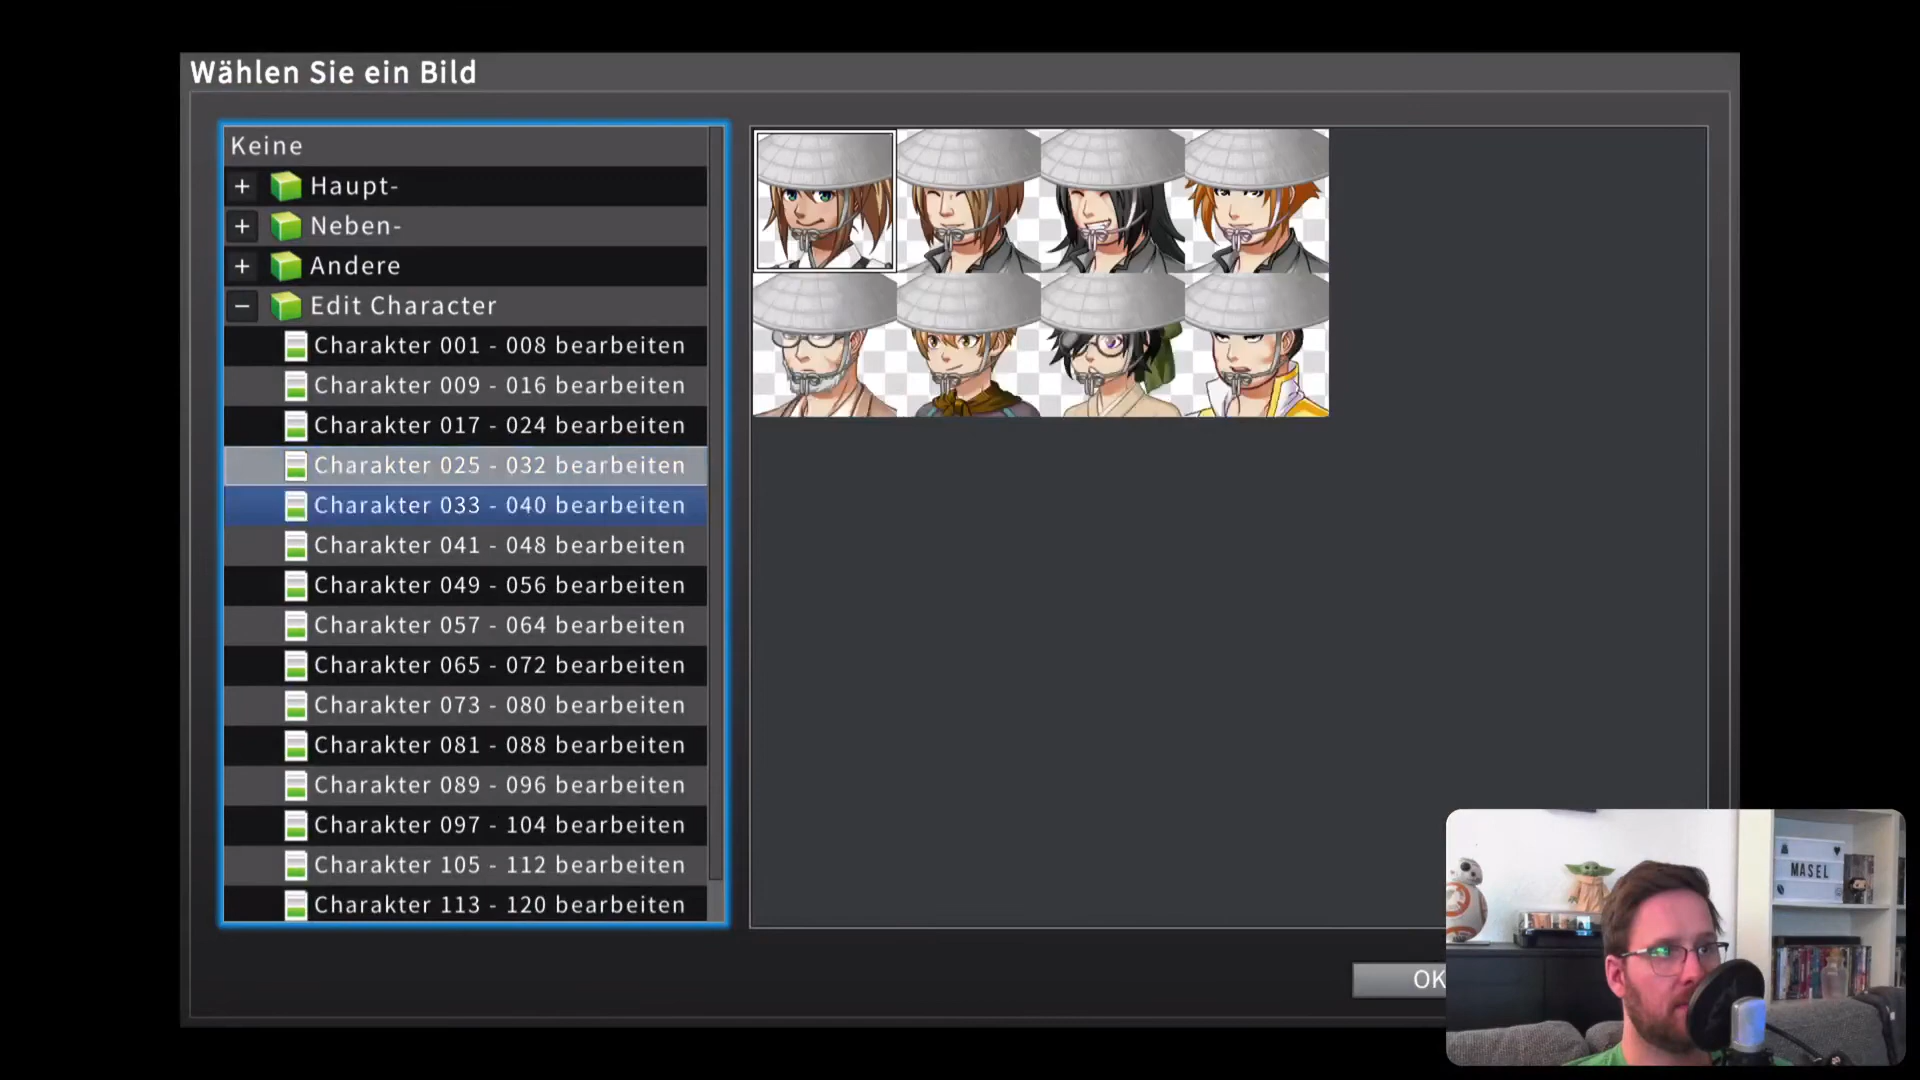 Wählen Sie ein Bild
Keine
+ Haupt-
+ Neben-
+ Andere
− Edit Character
Charakter 001 - 008 bearbeiten
Charakter 009 - 016 bearbeiten
Charakter 017 - 024 bearbeiten
Charakter 025 - 032 bearbeiten
Charakter 033 - 040 bearbeiten
Charakter 041 - 048 bearbeiten
Charakter 049 - 056 bearbeiten
Charakter 057 - 064 bearbeiten
Charakter 065 - 072 bearbeiten
Charakter 073 - 080 bearbeiten
Charakter 081 - 088 bearbeiten
Charakter 089 - 096 bearbeiten
Charakter 097 - 104 bearbeiten
Charakter 105 - 112 bearbeiten
Charakter 113 - 120 bearbeiten
OK
MASEL